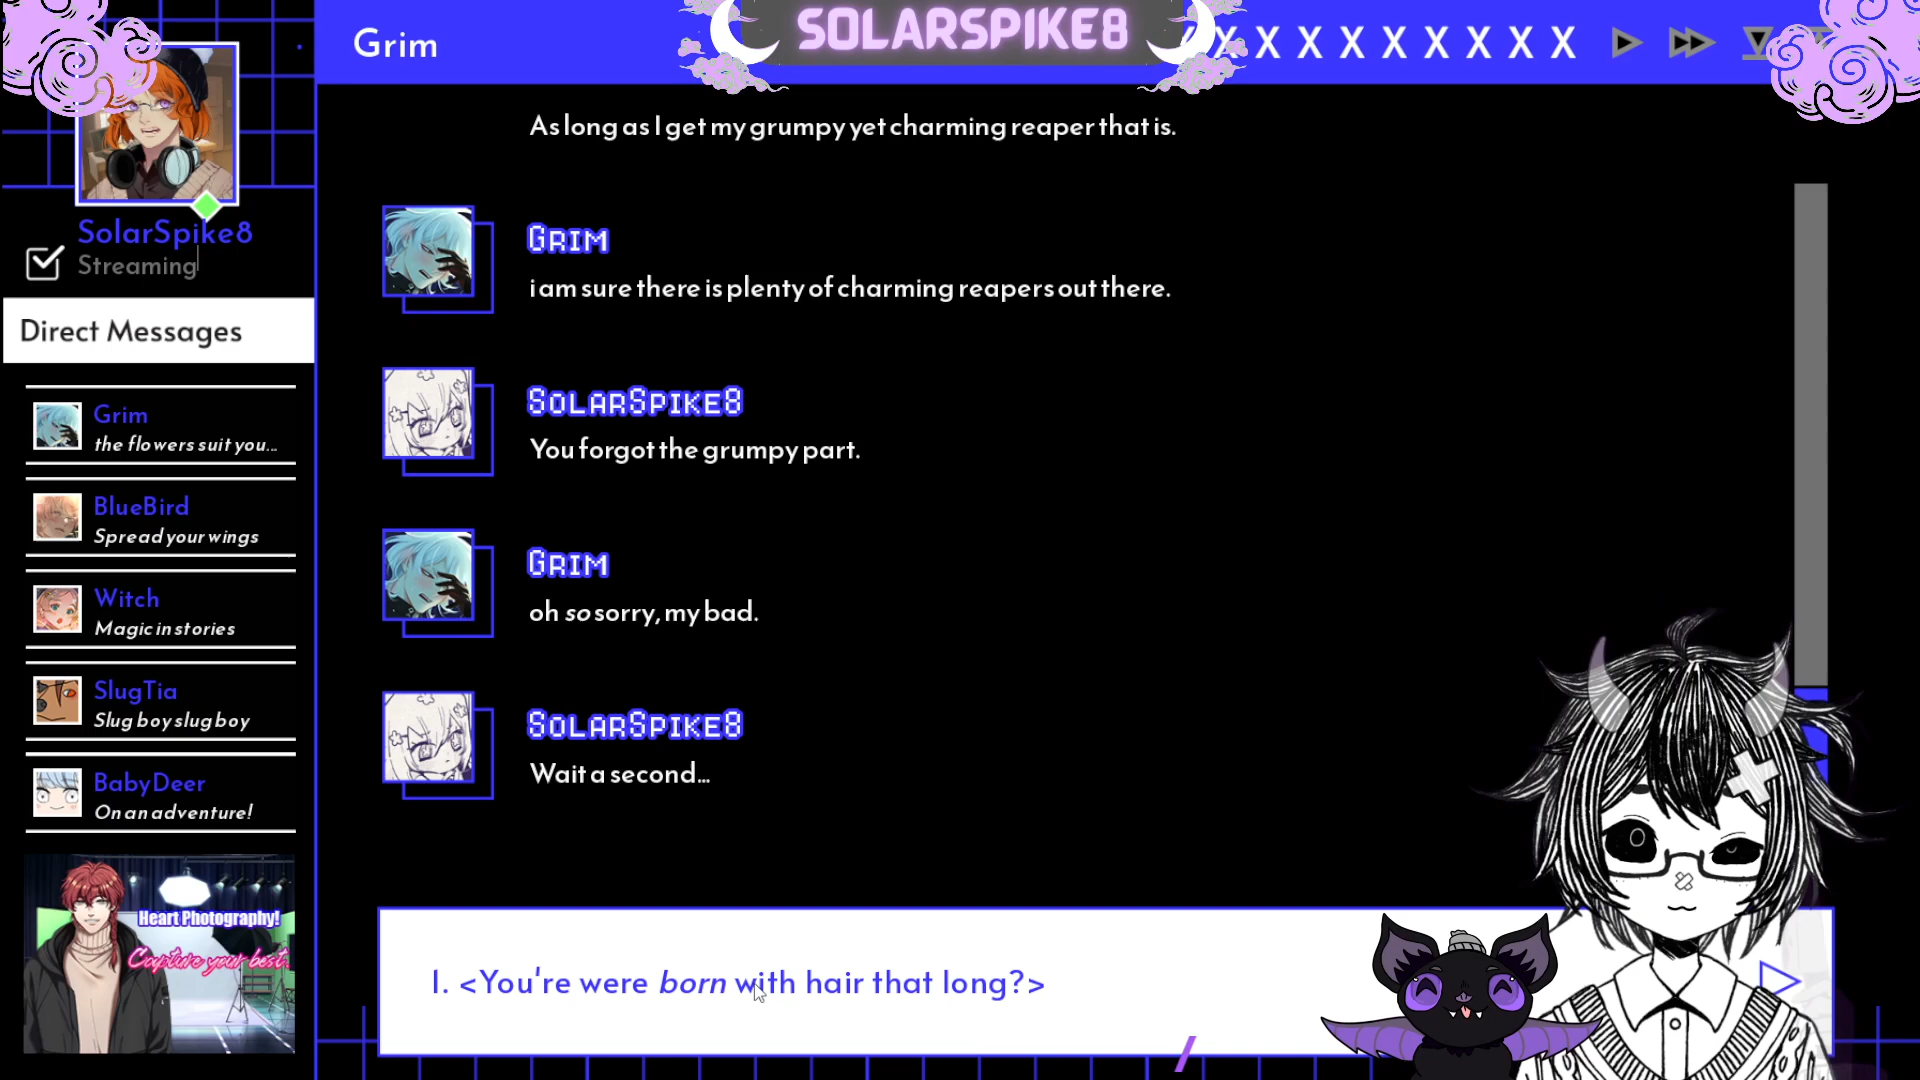 SOLARSPIKE8
Grim
X X X X X X X X X
SolarSpike8
Streaming
Direct Messages
Grim
the flowers suit you...
BlueBird
Spread your wings
Witch
Magic in stories
SlugTia
Slug boy slug boy
BabyDeer
On an adventure!
Heart Photography!
Capture your best.
As long as I get my grumpy yet charming reaper that is.
Grim
i am sure there is plenty of charming reapers out there.
SolarSpike8
You forgot the grumpy part.
Grim
oh so sorry, my bad.
SolarSpike8
Wait a second...
1. <You're were born with hair that long?>